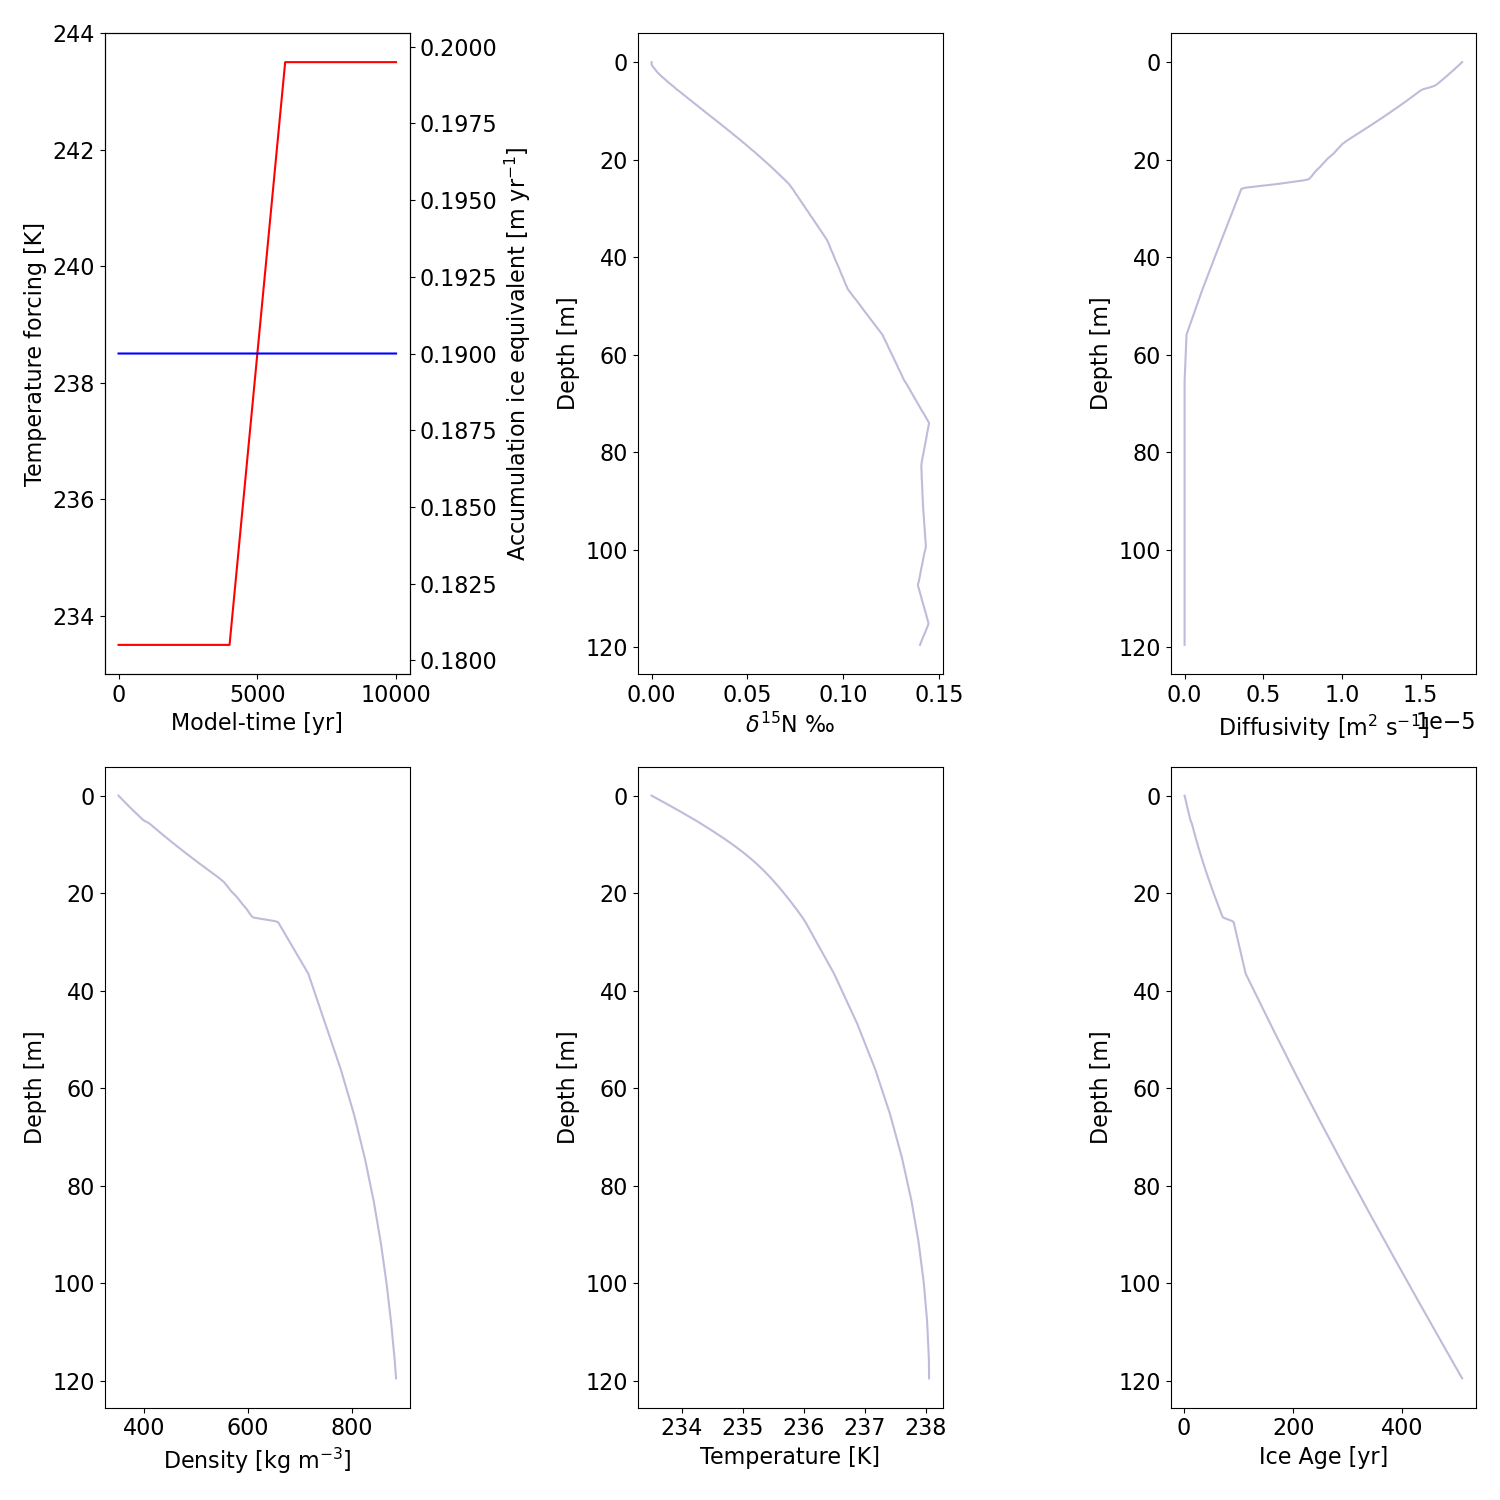 244
242
240
238
236
234
Temperature forcing [K]
0.2000
0.1975
0.1950
0.1925
0.1900
0.1875
0.1850
0.1825
0.1800
Accumulation ice equivalent [m yr⁻¹]
0 5000 10000
Model-time [yr]
0
20
40
60
80
100
120
Depth [m]
0.00 0.05 0.10 0.15
δ¹⁵N ‰
0
20
40
60
80
100
120
Depth [m]
0.0 0.5 1.0 1.5
Diffusivity [m² s⁻¹]
1e−5
0
20
40
60
80
100
120
Depth [m]
400 600 800
Density [kg m⁻³]
0
20
40
60
80
100
120
Depth [m]
234 235 236 237 238
Temperature [K]
0
20
40
60
80
100
120
Depth [m]
0 200 400
Ice Age [yr]